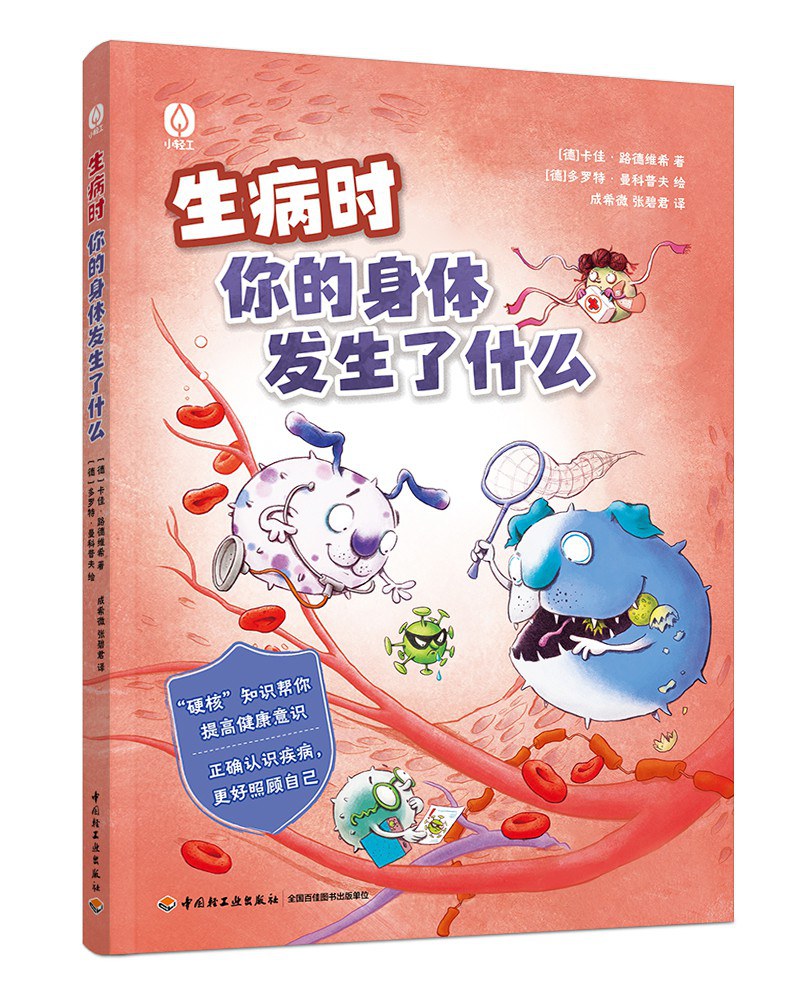 小轻工
[德]卡佳·路德维希 著
[德]多罗特·曼科普夫 绘
成希微 张碧君 译
生病时
你的身体
发生了什么
“硬核”知识帮你
提高健康意识
正确认识疾病,
更好照顾自己
中国轻工业出版社
全国百佳图书出版单位
小轻工
生病时 你的身体发生了什么
[德]卡佳·路德维希 著
[德]多罗特·曼科普夫 绘
成希微 张碧君 译
中国轻工业出版社